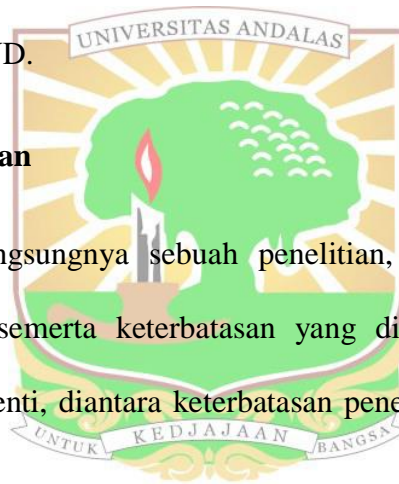 UNIVERSITAS ANDALAS
D.
an
ngsungnya sebuah penelitian,
semerta keterbatasan yang di
enti, diantara keterbatasan pene
UNTUK KEDJAJAAN BANGSA